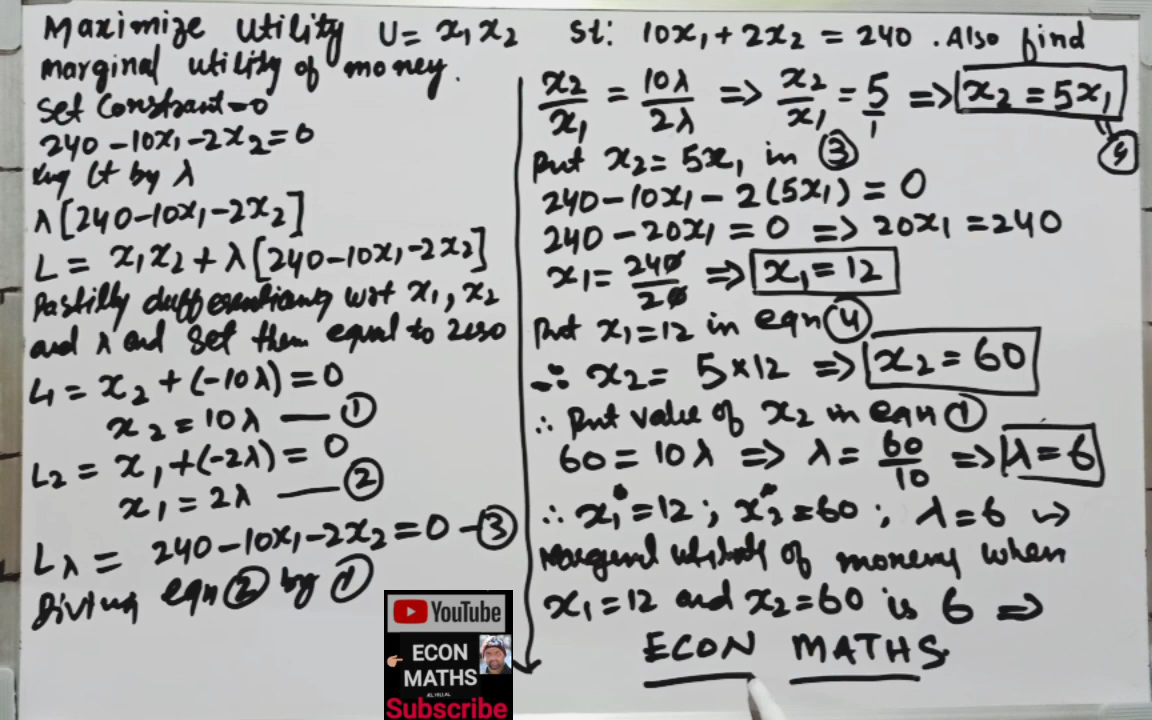 Maximize utility U = x₁x₂ St: 10x₁ + 2x₂ = 240 . Also find
marginal utility of money.
Set Constraint = 0
240 - 10x₁ - 2x₂ = 0
by λ
λ[240-10x₁-2x₂]
L = x₁x₂ + λ[240-10x₁-2x₂]
wrt x₁, x₂
and λ and Set them equal to zero
L₁ = x₂ + (-10λ) = 0
x₂ = 10λ — ①
L₂ = x₁ + (-2λ) = 0
x₁ = 2λ — ②
Lλ = 240 - 10x₁ - 2x₂ = 0 - ③
eqn ② by ①
x₂/x₁ = 10λ/2λ => x₂/x₁ = 5/1 => x₂ = 5x₁
④
Put x₂ = 5x₁ in ③
240 - 10x₁ - 2(5x₁) = 0
240 - 20x₁ = 0 => 20x₁ = 240
x₁ = 240/20 => x₁ = 12
Put x₁ = 12 in eqn ④
∴ x₂ = 5×12 => x₂ = 60
∴ Put value of x₂ in eqn ①
60 = 10λ => λ = 60/10 => λ = 6
∴ x₁* = 12 ; x₂* = 60 ; λ = 6 ↪
of money when
x₁ = 12 and x₂ = 60 is 6 =>
ECON MATHS
YouTube
ECON
MATHS
AL HILLAL
Subscribe